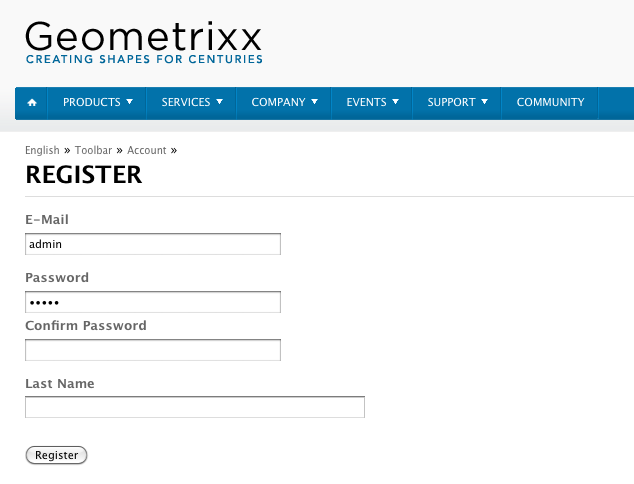 Geometrixx
CREATING SHAPES FOR CENTURIES
PRODUCTS SERVICES COMPANY EVENTS SUPPORT COMMUNITY
English » Toolbar » Account »
REGISTER
E-Mail
admin
Password
•••••
Confirm Password
Last Name
Register